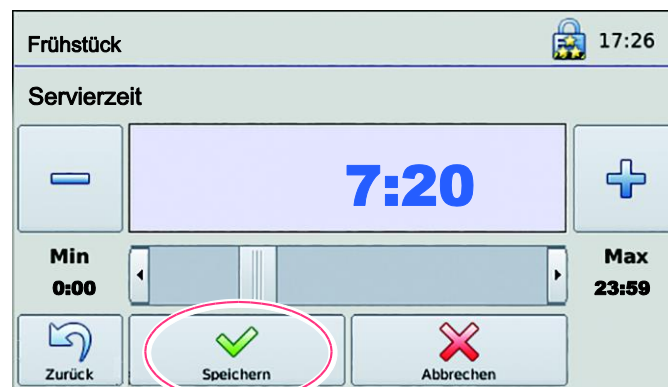 Frühstück 17:26
Servierzeit
7:20
Min Max
0:00 23:59
Zurück Speichern Abbrechen